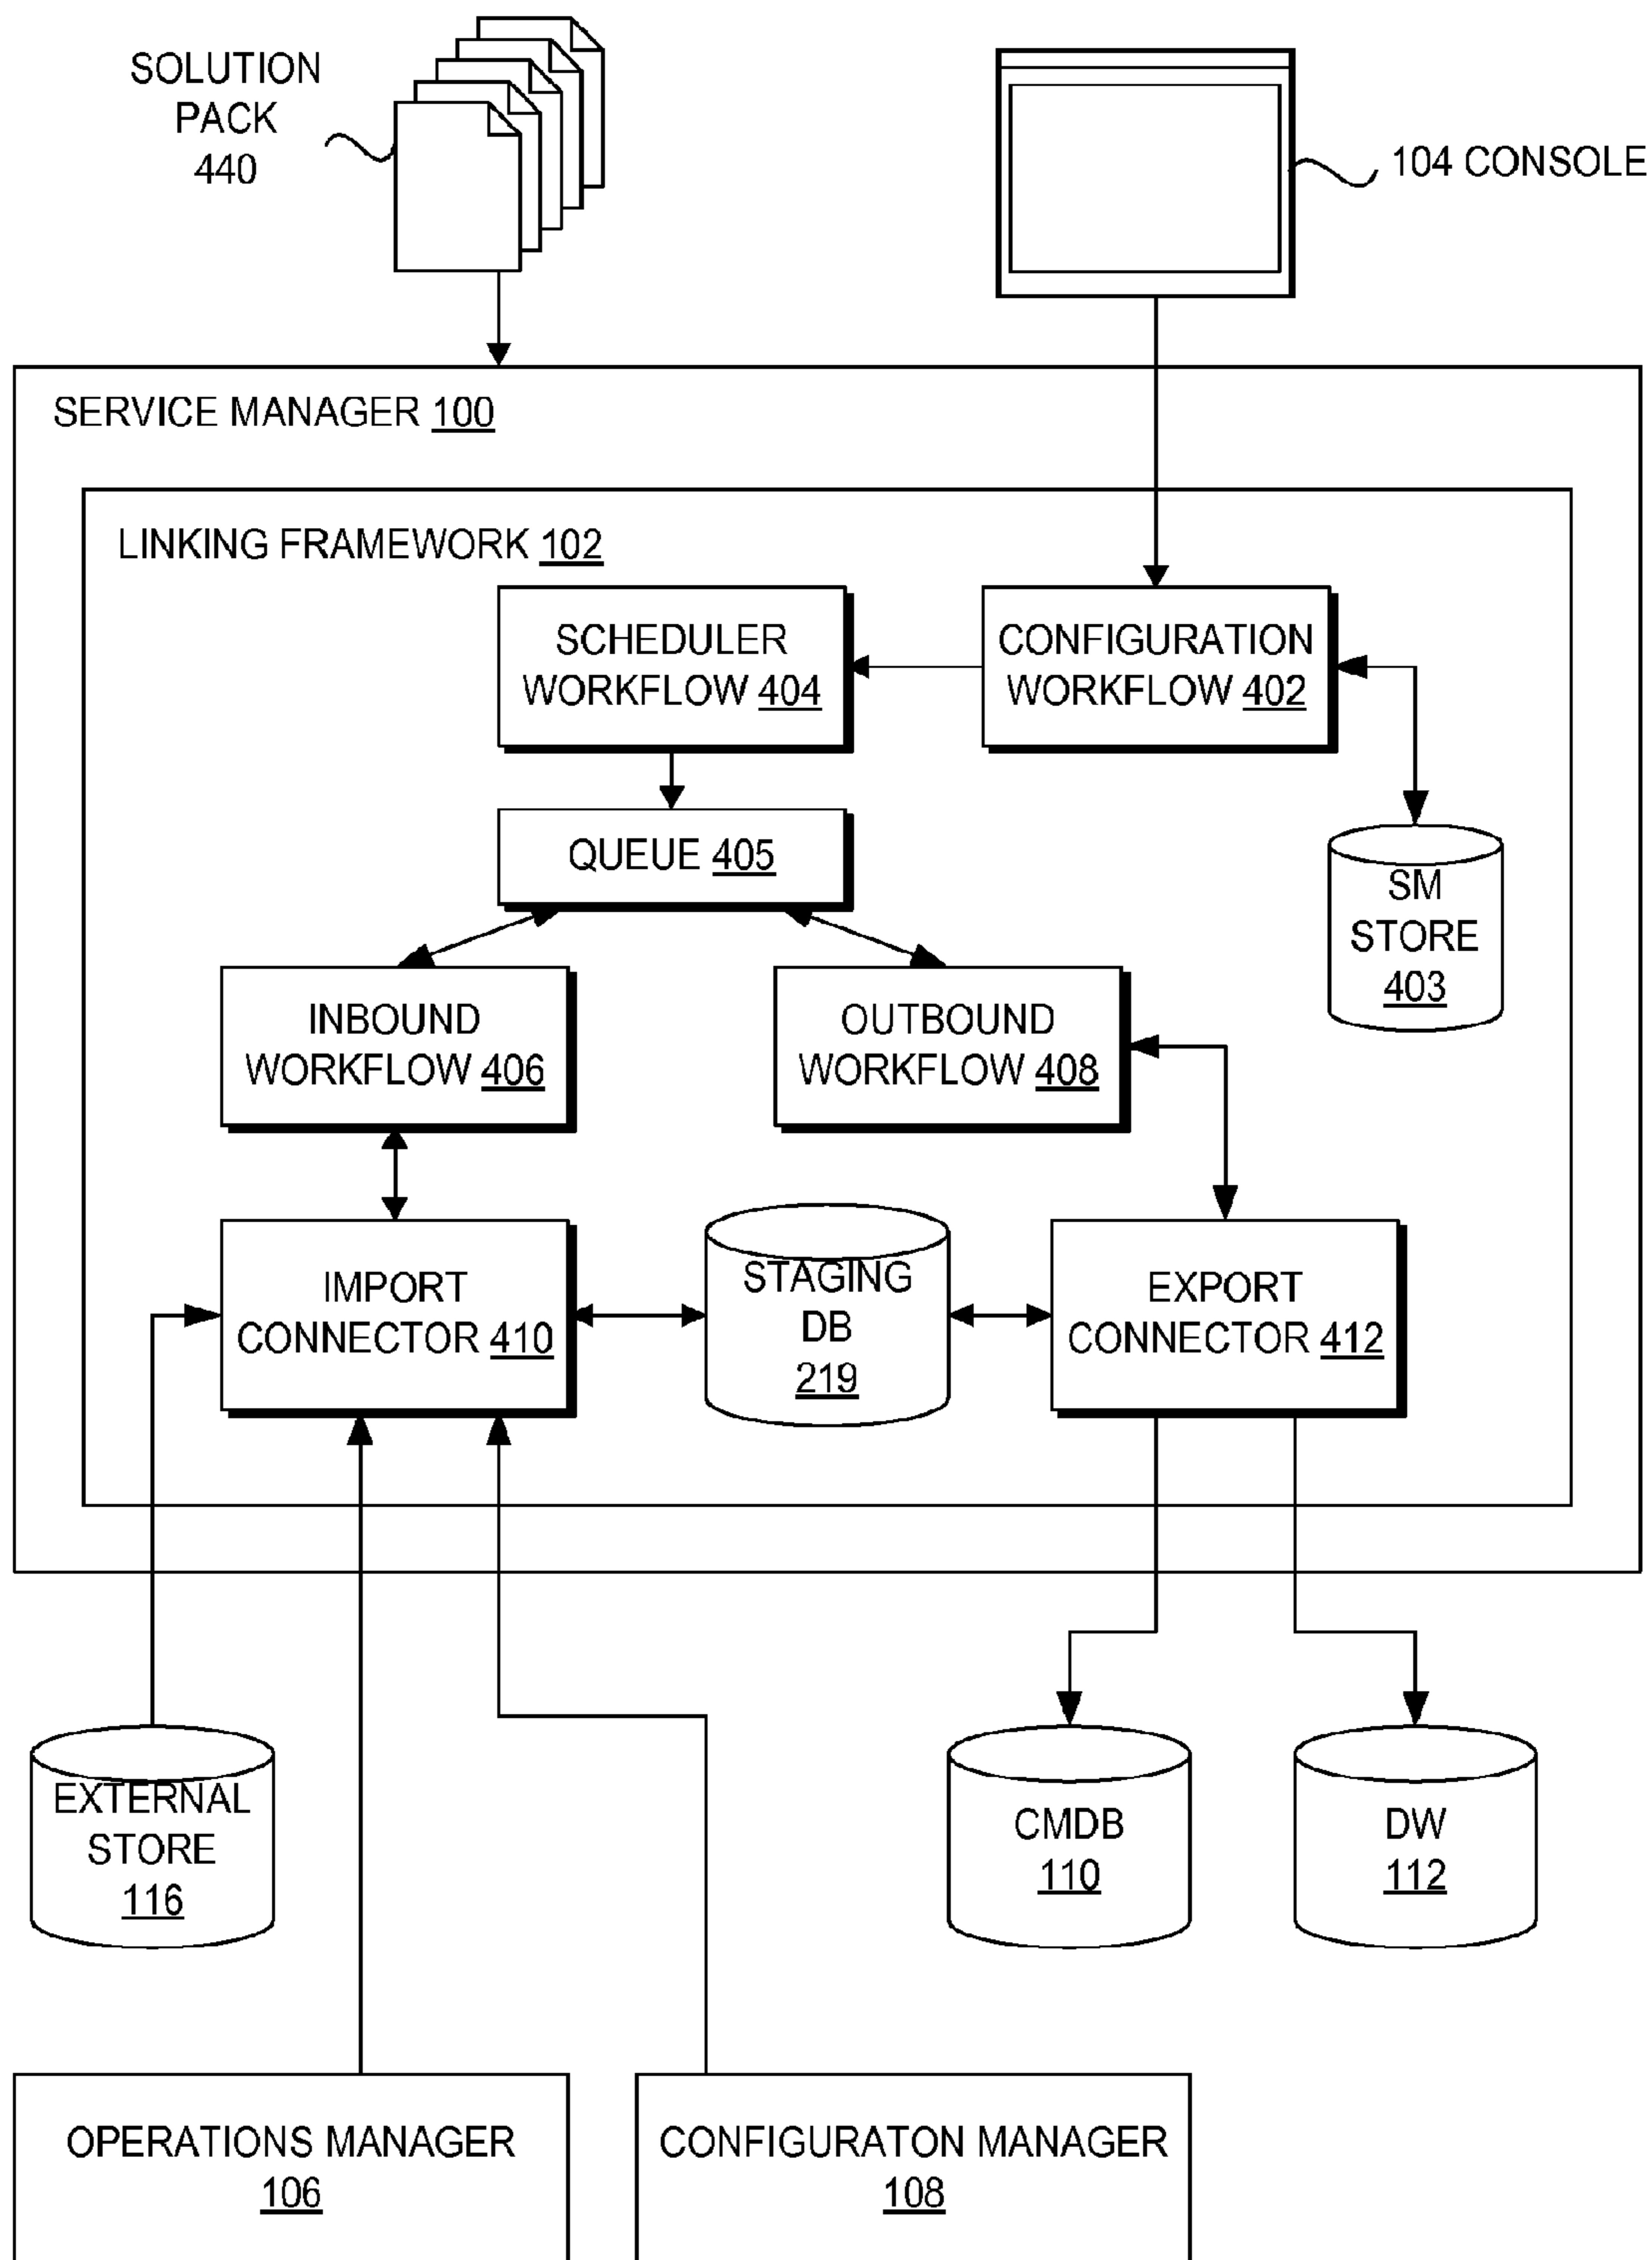 SOLUTION
PACK
440
104 CONSOLE
SERVICE MANAGER 100
LINKING FRAMEWORK 102
SCHEDULER
WORKFLOW 404
CONFIGURATION
WORKFLOW 402
QUEUE 405
SM
STORE
403
INBOUND
WORKFLOW 406
OUTBOUND
WORKFLOW 408
IMPORT
CONNECTOR 410
STAGING
DB
219
EXPORT
CONNECTOR 412
EXTERNAL
STORE
116
CMDB
110
DW
112
OPERATIONS MANAGER
106
CONFIGURATON MANAGER
108